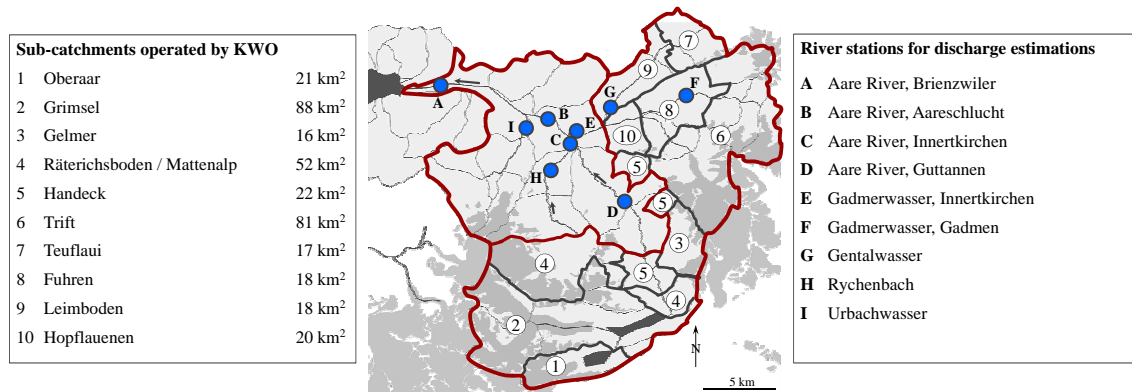 Sub-catchments operated by KWO
1 Oberaar 21 km²
2 Grimsel 88 km²
3 Gelmer 16 km²
4 Räterichsboden / Mattenalp 52 km²
5 Handeck 22 km²
6 Trift 81 km²
7 Teuflaui 17 km²
8 Fuhren 18 km²
9 Leimboden 18 km²
10 Hopflauenen 20 km²
7
9
A
F
G
8
B
I
E
6
10
C
5
H
5
D
3
4
5
4
2
N
1
5 km
River stations for discharge estimations
A Aare River, Brienzwiler
B Aare River, Aareschlucht
C Aare River, Innertkirchen
D Aare River, Guttannen
E Gadmerwasser, Innertkirchen
F Gadmerwasser, Gadmen
G Gentalwasser
H Rychenbach
I Urbachwasser